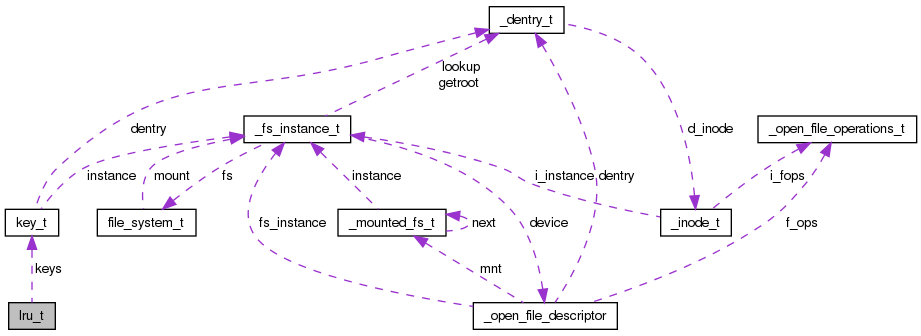 _dentry_t
lookup
getroot
dentry
_fs_instance_t
d_inode
_open_file_operations_t
instance
mount
fs
instance
i_instance
dentry
i_fops
key_t
file_system_t
fs_instance
_mounted_fs_t
next
device
_inode_t
f_ops
keys
mnt
lru_t
_open_file_descriptor